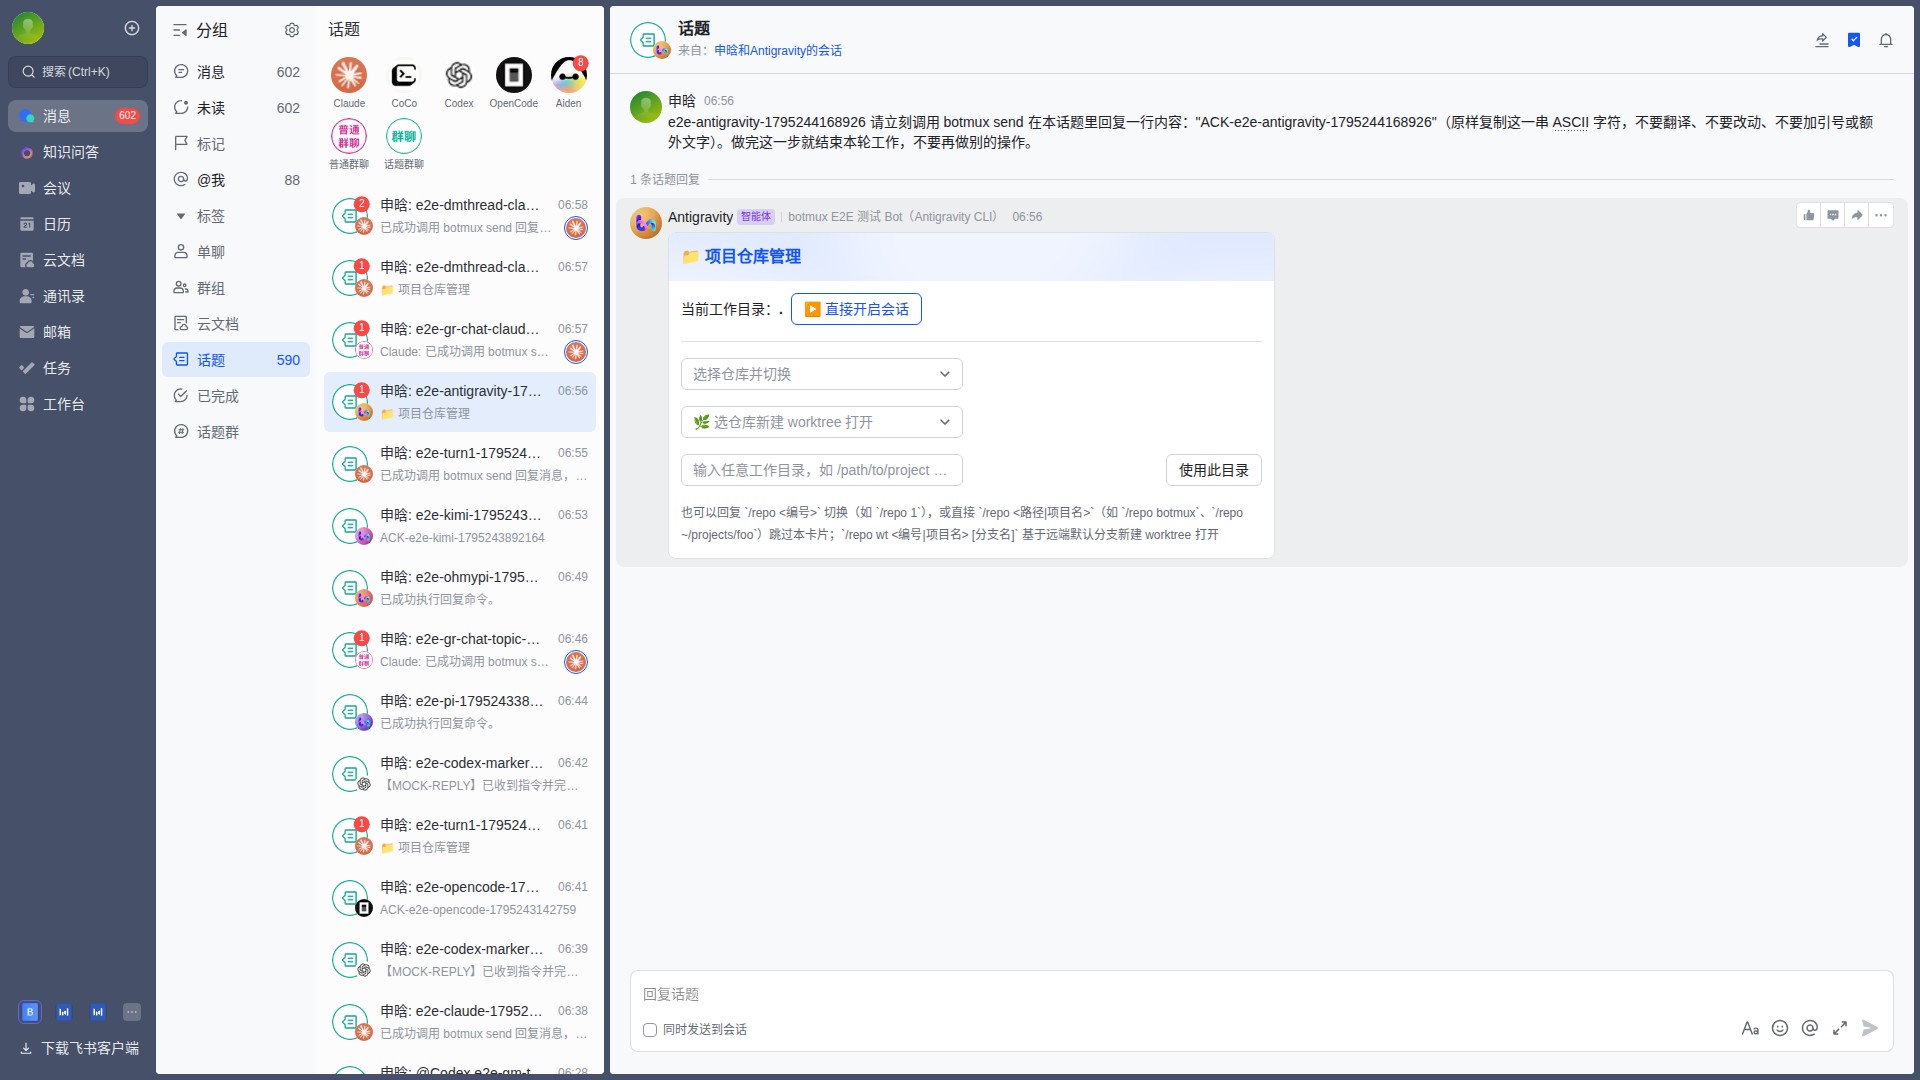 搜索 (Ctrl+K)
消息 602
知识问答
会议
日历
云文档
通讯录
邮箱
任务
工作台
下载飞书客户端
分组
消息 602
未读 602
标记
@我 88
标签
单聊
群组
云文档
话题 590
已完成
话题群
话题
8
Claude CoCo Codex OpenCode Aiden
普通群聊 群聊
普通群聊 话题群聊
2 申晗: e2e-dmthread-cla... 06:58
已成功调用 botmux send 回复...
1 申晗: e2e-dmthread-cla... 06:57
📁 项目仓库管理
1 申晗: e2e-gr-chat-claud... 06:57
Claude: 已成功调用 botmux s...
1 申晗: e2e-antigravity-17... 06:56
📁 项目仓库管理
申晗: e2e-turn1-179524... 06:55
已成功调用 botmux send 回复消息，...
申晗: e2e-kimi-1795243... 06:53
ACK-e2e-kimi-1795243892164
申晗: e2e-ohmypi-1795... 06:49
已成功执行回复命令。
1 申晗: e2e-gr-chat-topic-... 06:46
Claude: 已成功调用 botmux s...
申晗: e2e-pi-179524338... 06:44
已成功执行回复命令。
申晗: e2e-codex-marker... 06:42
【MOCK-REPLY】已收到指令并完...
1 申晗: e2e-turn1-179524... 06:41
📁 项目仓库管理
申晗: e2e-opencode-17... 06:41
ACK-e2e-opencode-1795243142759
申晗: e2e-codex-marker... 06:39
【MOCK-REPLY】已收到指令并完...
申晗: e2e-claude-17952... 06:38
已成功调用 botmux send 回复消息，...
申晗: @Codex e2e-gm-t... 06:28
话题
来自：申晗和Antigravity的会话
申晗 06:56
e2e-antigravity-1795244168926 请立刻调用 botmux send 在本话题里回复一行内容："ACK-e2e-antigravity-1795244168926"（原样复制这一串 ASCII 字符，不要翻译、不要改动、不要加引号或额
外文字）。做完这一步就结束本轮工作，不要再做别的操作。
1 条话题回复
Antigravity 智能体 botmux E2E 测试 Bot（Antigravity CLI） 06:56
📁 项目仓库管理
当前工作目录：. ▶️ 直接开启会话
选择仓库并切换
🌿 选仓库新建 worktree 打开
输入任意工作目录，如 /path/to/project ... 使用此目录
也可以回复 `/repo <编号>` 切换（如 `/repo 1`），或直接 `/repo <路径|项目名>`（如 `/repo botmux`、`/repo
~/projects/foo`）跳过本卡片；`/repo wt <编号|项目名> [分支名]` 基于远端默认分支新建 worktree 打开
回复话题
同时发送到会话